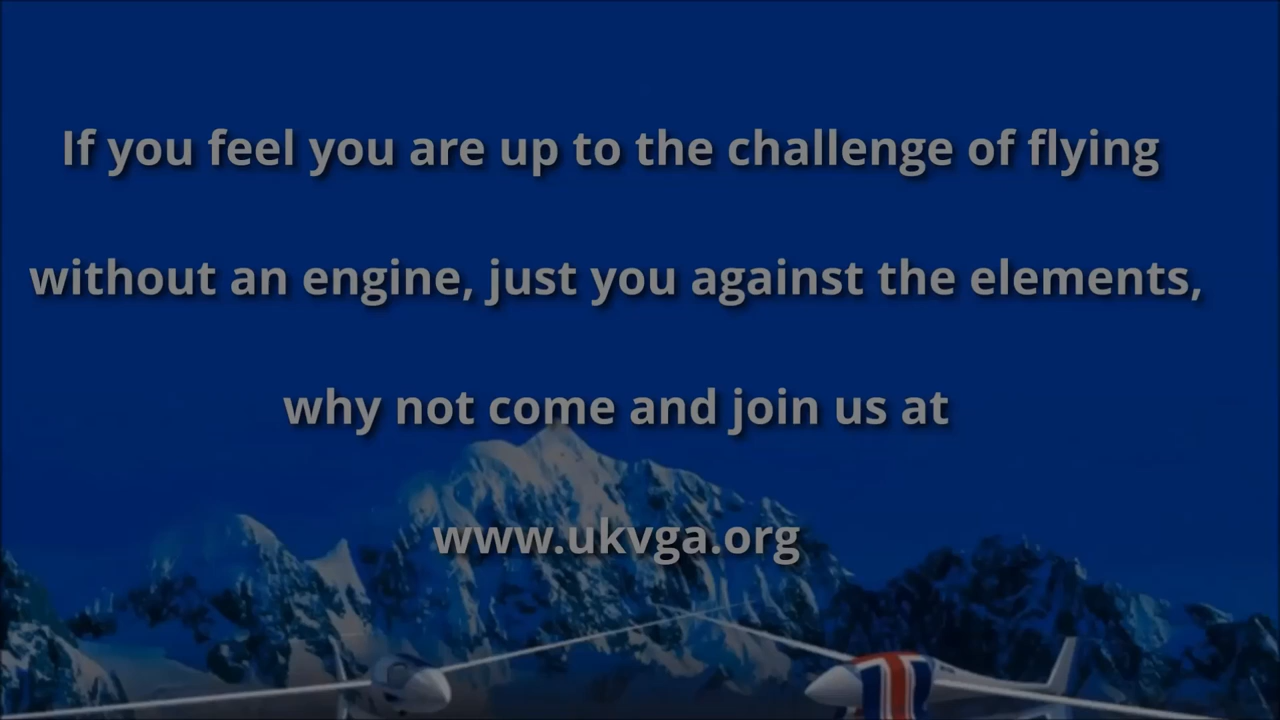 If you feel you are up to the challenge of flying
without an engine, just you against the elements,
why not come and join us at
www.ukvga.org